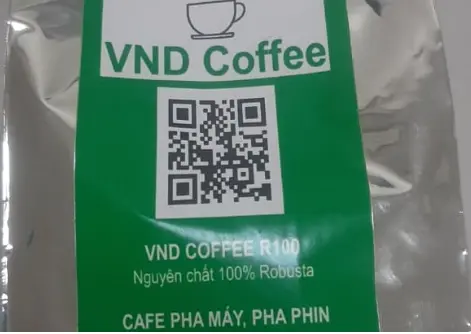 VND Coffee
VND COFFEE R100
Nguyên chất 100% Robusta
CAFE PHA MÁY, PHA PHIN